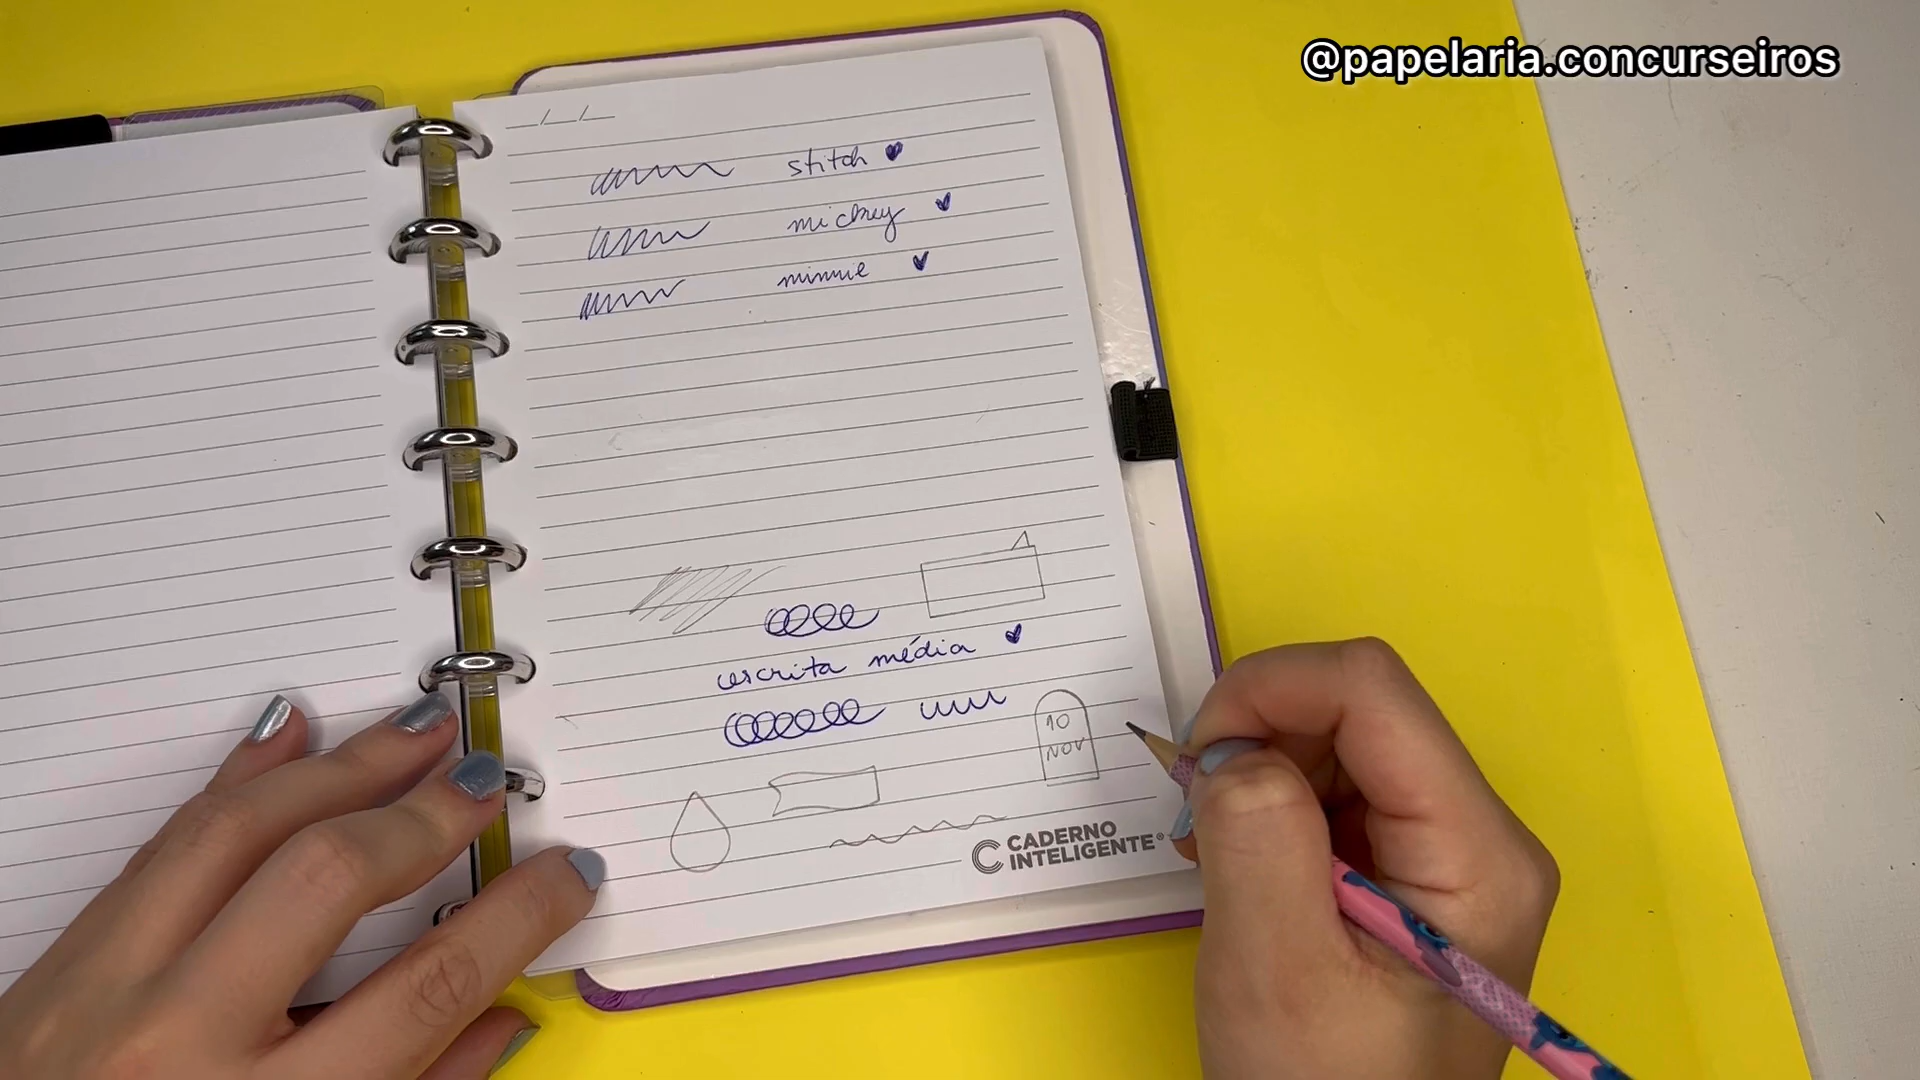 @papelaria.concurseiros
stitch
mickey
minnie
escrita média
10
NOV
CADERNO
INTELIGENTE®